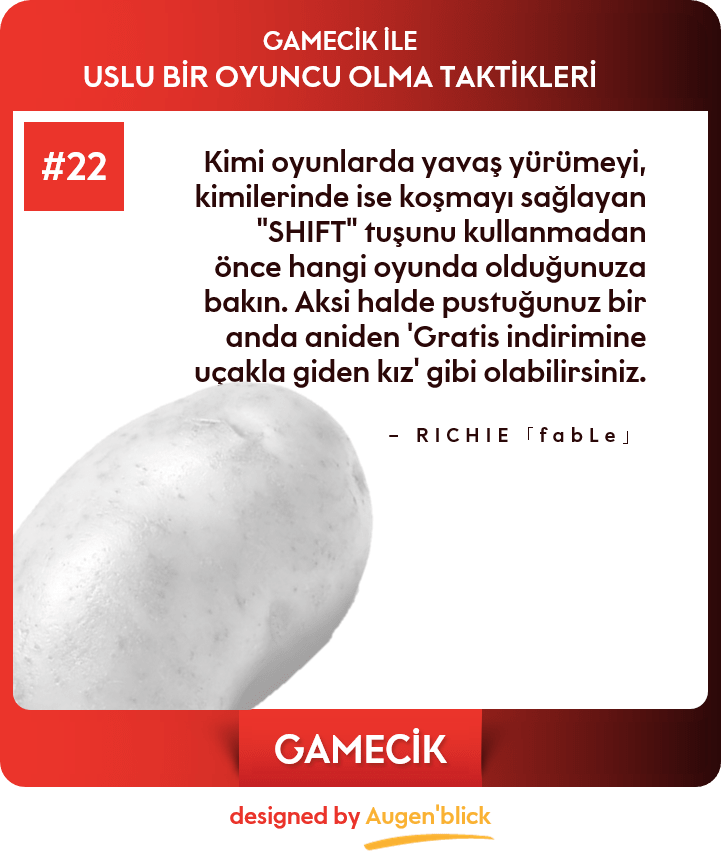 GAMECİK İLE
USLU BİR OYUNCU OLMA TAKTİKLERİ
#22
Kimi oyunlarda yavaş yürümeyi,
kimilerinde ise koşmayı sağlayan
"SHIFT" tuşunu kullanmadan
önce hangi oyunda olduğunuza
bakın. Aksi halde pustuğunuz bir
anda aniden 'Gratis indirimine
uçakla giden kız' gibi olabilirsiniz.
– RICHIE「fabLe」
GAMECİK
designed by Augen'blick